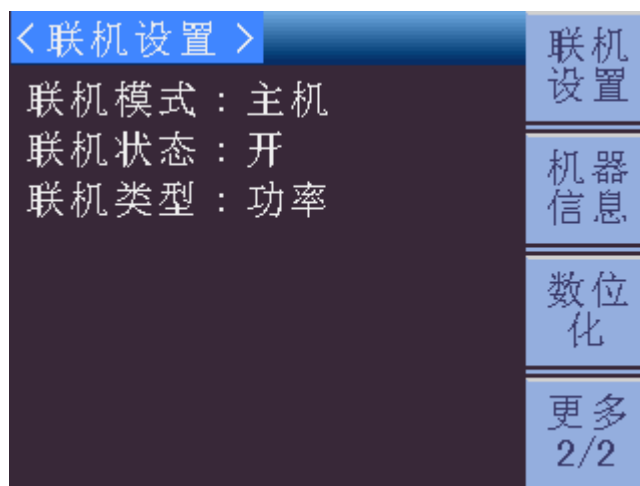 <联机设置>
联机模式:主机
联机状态:开
联机类型:功率
联机
设置
机器
信息
数位
化
更多
2/2